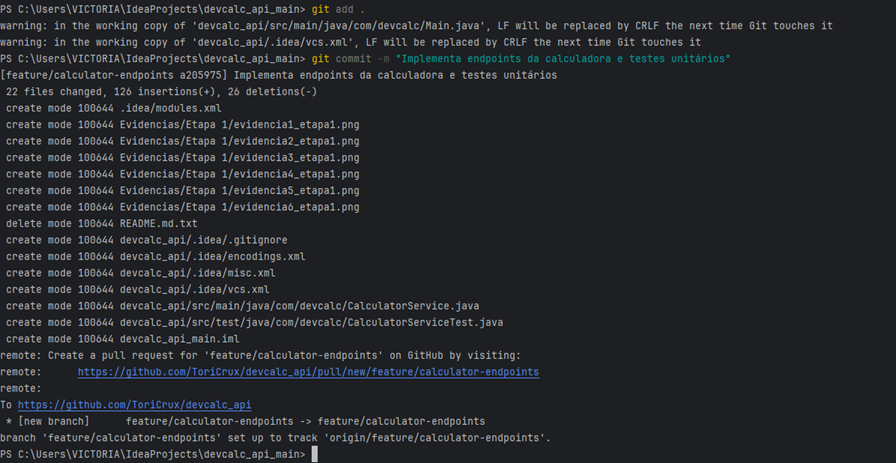 PS C:\Users\VICTORIA\IdeaProjects\devcalc_api_main> git add .
warning: in the working copy of 'devcalc_api/src/main/java/com/devcalc/Main.java', LF will be replaced by CRLF the next time Git touches it
warning: in the working copy of 'devcalc_api/.idea/vcs.xml', LF will be replaced by CRLF the next time Git touches it
PS C:\Users\VICTORIA\IdeaProjects\devcalc_api_main> git commit -m "Implementa endpoints da calculadora e testes unitários"
[feature/calculator-endpoints a205975] Implementa endpoints da calculadora e testes unitários
 22 files changed, 126 insertions(+), 26 deletions(-)
 create mode 100644 .idea/modules.xml
 create mode 100644 Evidencias/Etapa 1/evidencia1_etapa1.png
 create mode 100644 Evidencias/Etapa 1/evidencia2_etapa1.png
 create mode 100644 Evidencias/Etapa 1/evidencia3_etapa1.png
 create mode 100644 Evidencias/Etapa 1/evidencia4_etapa1.png
 create mode 100644 Evidencias/Etapa 1/evidencia5_etapa1.png
 create mode 100644 Evidencias/Etapa 1/evidencia6_etapa1.png
 delete mode 100644 README.md.txt
 create mode 100644 devcalc_api/.idea/.gitignore
 create mode 100644 devcalc_api/.idea/encodings.xml
 create mode 100644 devcalc_api/.idea/misc.xml
 create mode 100644 devcalc_api/.idea/vcs.xml
 create mode 100644 devcalc_api/src/main/java/com/devcalc/CalculatorService.java
 create mode 100644 devcalc_api/src/test/java/com/devcalc/CalculatorServiceTest.java
 create mode 100644 devcalc_api_main.iml
remote: Create a pull request for 'feature/calculator-endpoints' on GitHub by visiting:
remote:      https://github.com/ToriCrux/devcalc_api/pull/new/feature/calculator-endpoints
remote:
To https://github.com/ToriCrux/devcalc_api
 * [new branch]      feature/calculator-endpoints -> feature/calculator-endpoints
branch 'feature/calculator-endpoints' set up to track 'origin/feature/calculator-endpoints'.
PS C:\Users\VICTORIA\IdeaProjects\devcalc_api_main>